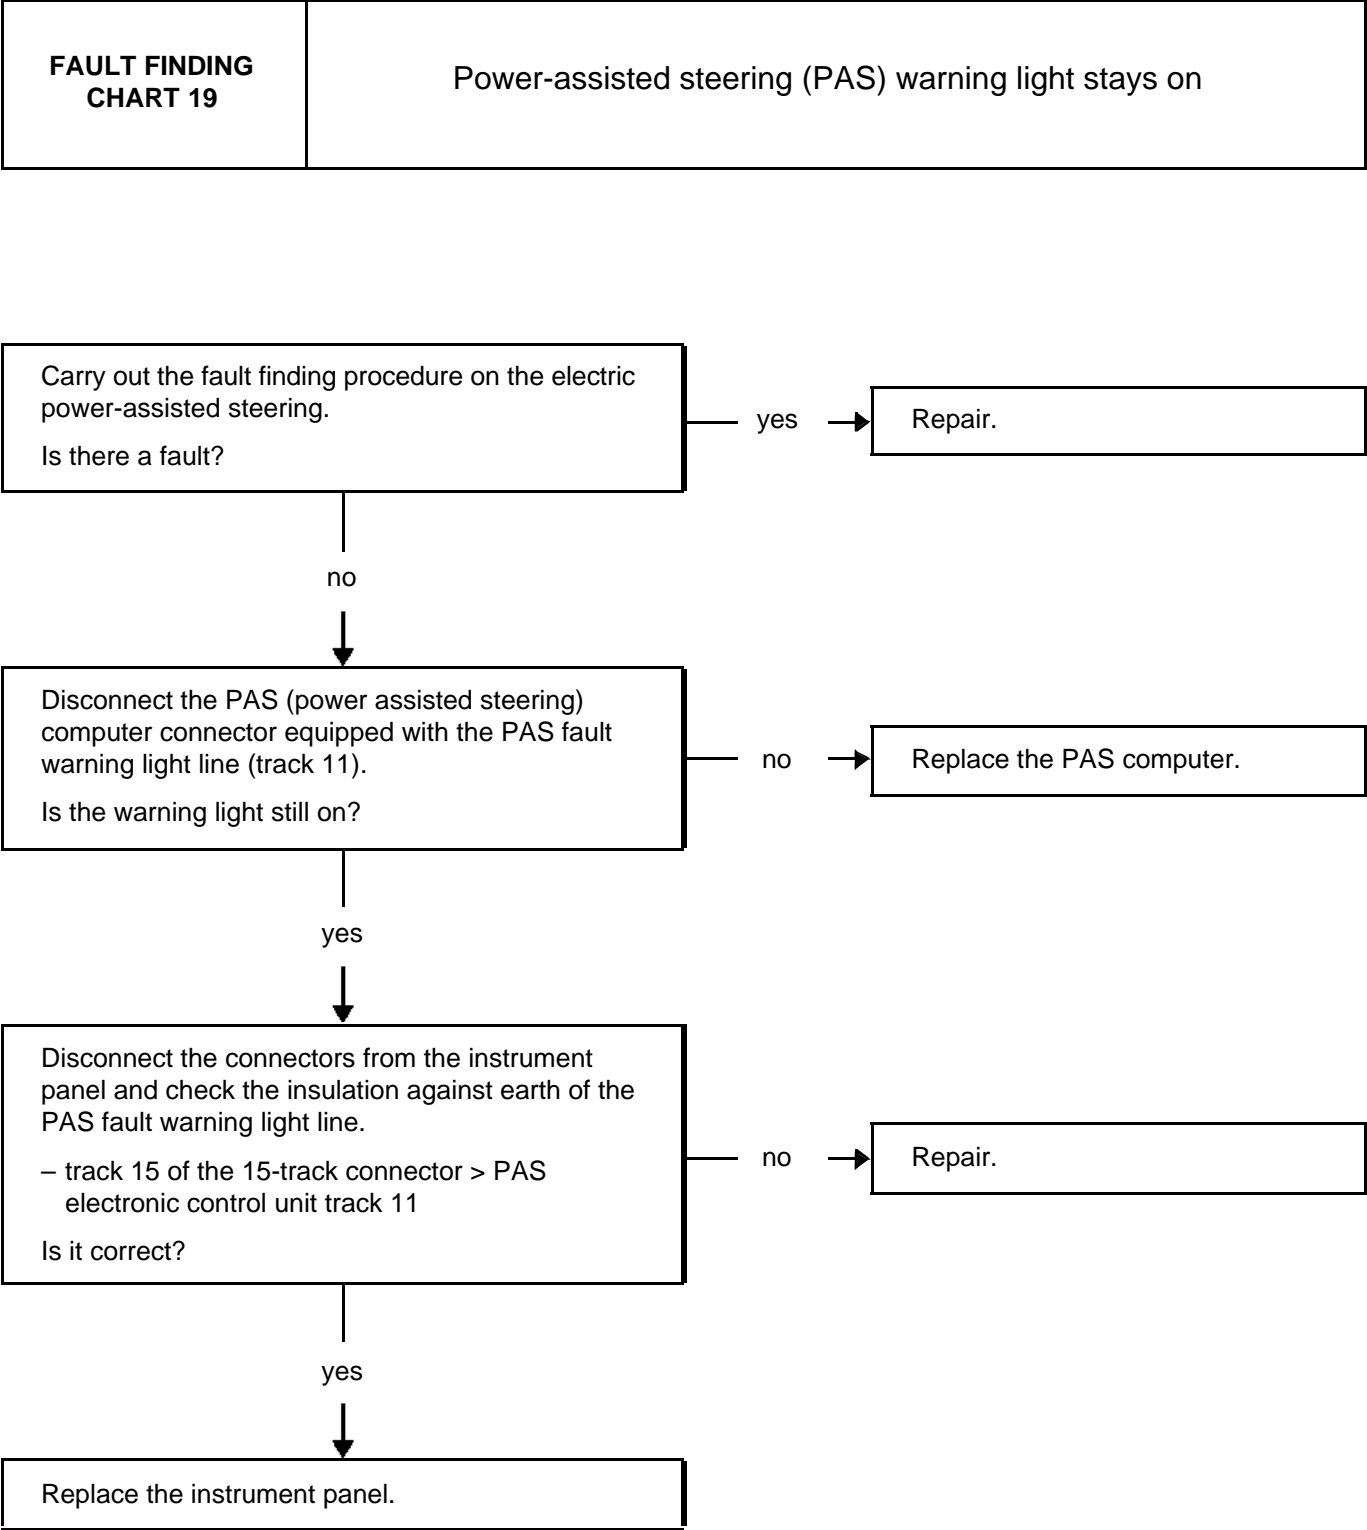 FAULT FINDING
CHART 19
Power-assisted steering (PAS) warning light stays on
Carry out the fault finding procedure on the electric
power-assisted steering.
Is there a fault?
yes
Repair.
no
Disconnect the PAS (power assisted steering)
computer connector equipped with the PAS fault
warning light line (track 11).
Is the warning light still on?
no
Replace the PAS computer.
yes
Disconnect the connectors from the instrument
panel and check the insulation against earth of the
PAS fault warning light line.
– track 15 of the 15-track connector > PAS
electronic control unit track 11
Is it correct?
no
Repair.
yes
Replace the instrument panel.